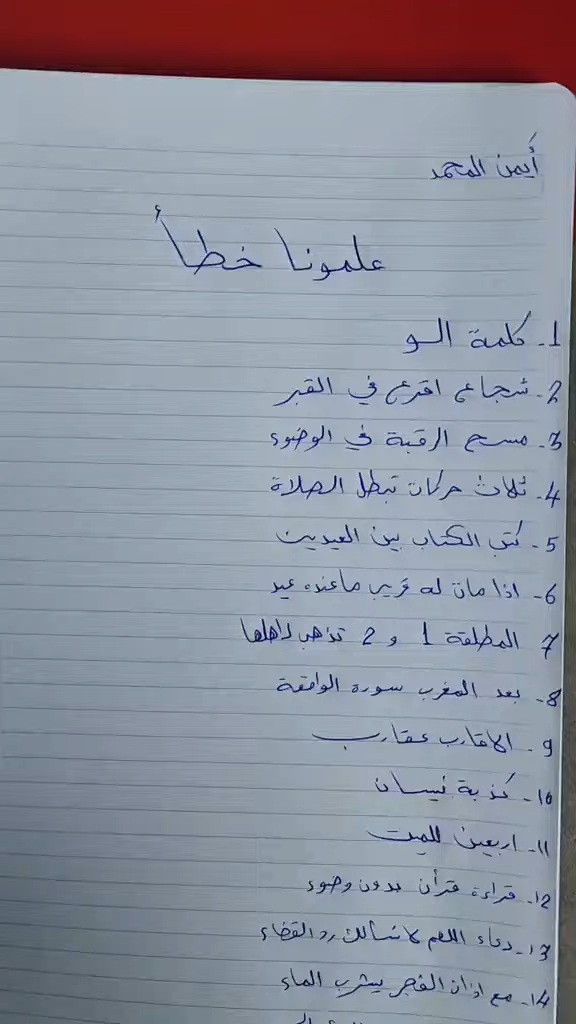 أيمن المحمد
علمونا خطأ
1. كلمة الـو
2. شجاع اقرع في القبر
3. مسح الرقبة في الوضوء
4. ثلاث حركات تبطل الصلاة
5. كتب الكتاب بين العيدين
6- اذا مات له قريب ماعنده عيد
7 المطلقة 1 و 2 تذهب لاهلها
8. بعد المغرب سورة الواقعة
9. الاقارب عقارب
10- كذبة نيسان
11- اربعين للميت
12. قراءة قرأن بدون وضوء
13. دعاء اللهم لا نسألك رد القضاء
14. مع اذان الفجر يشرب الماء